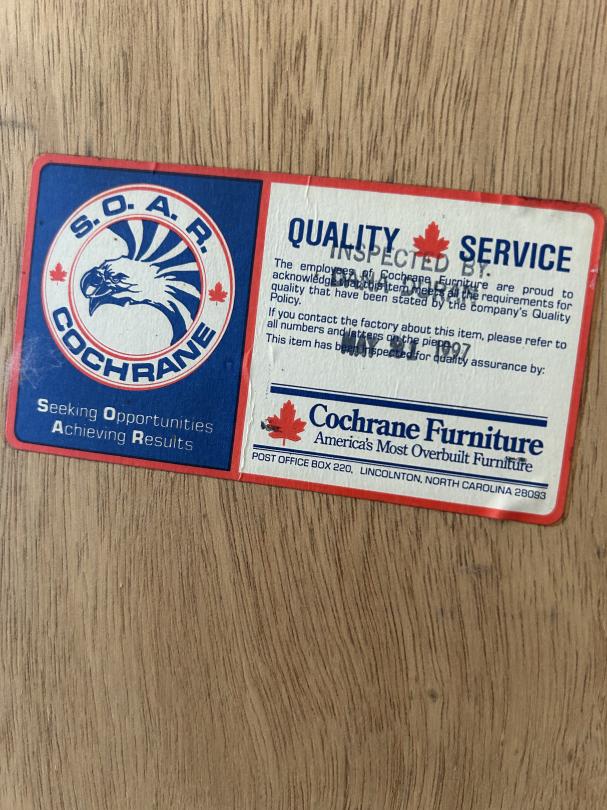 S.O.A.R.
COCHRANE
Seeking Opportunities
Achieving Results
QUALITY SERVICE
INSPECTED BY:
The employees of Cochrane Furniture are proud to
acknowledge that this item meets all the requirements for
quality that have been stated by the company's Quality
Policy.
If you contact the factory about this item, please refer to
all numbers and letters on the piece.
MAY 1997
This item has been inspected for quality assurance by:
Cochrane Furniture
America's Most Overbuilt Furniture
POST OFFICE BOX 220, LINCOLNTON, NORTH CAROLINA 28093